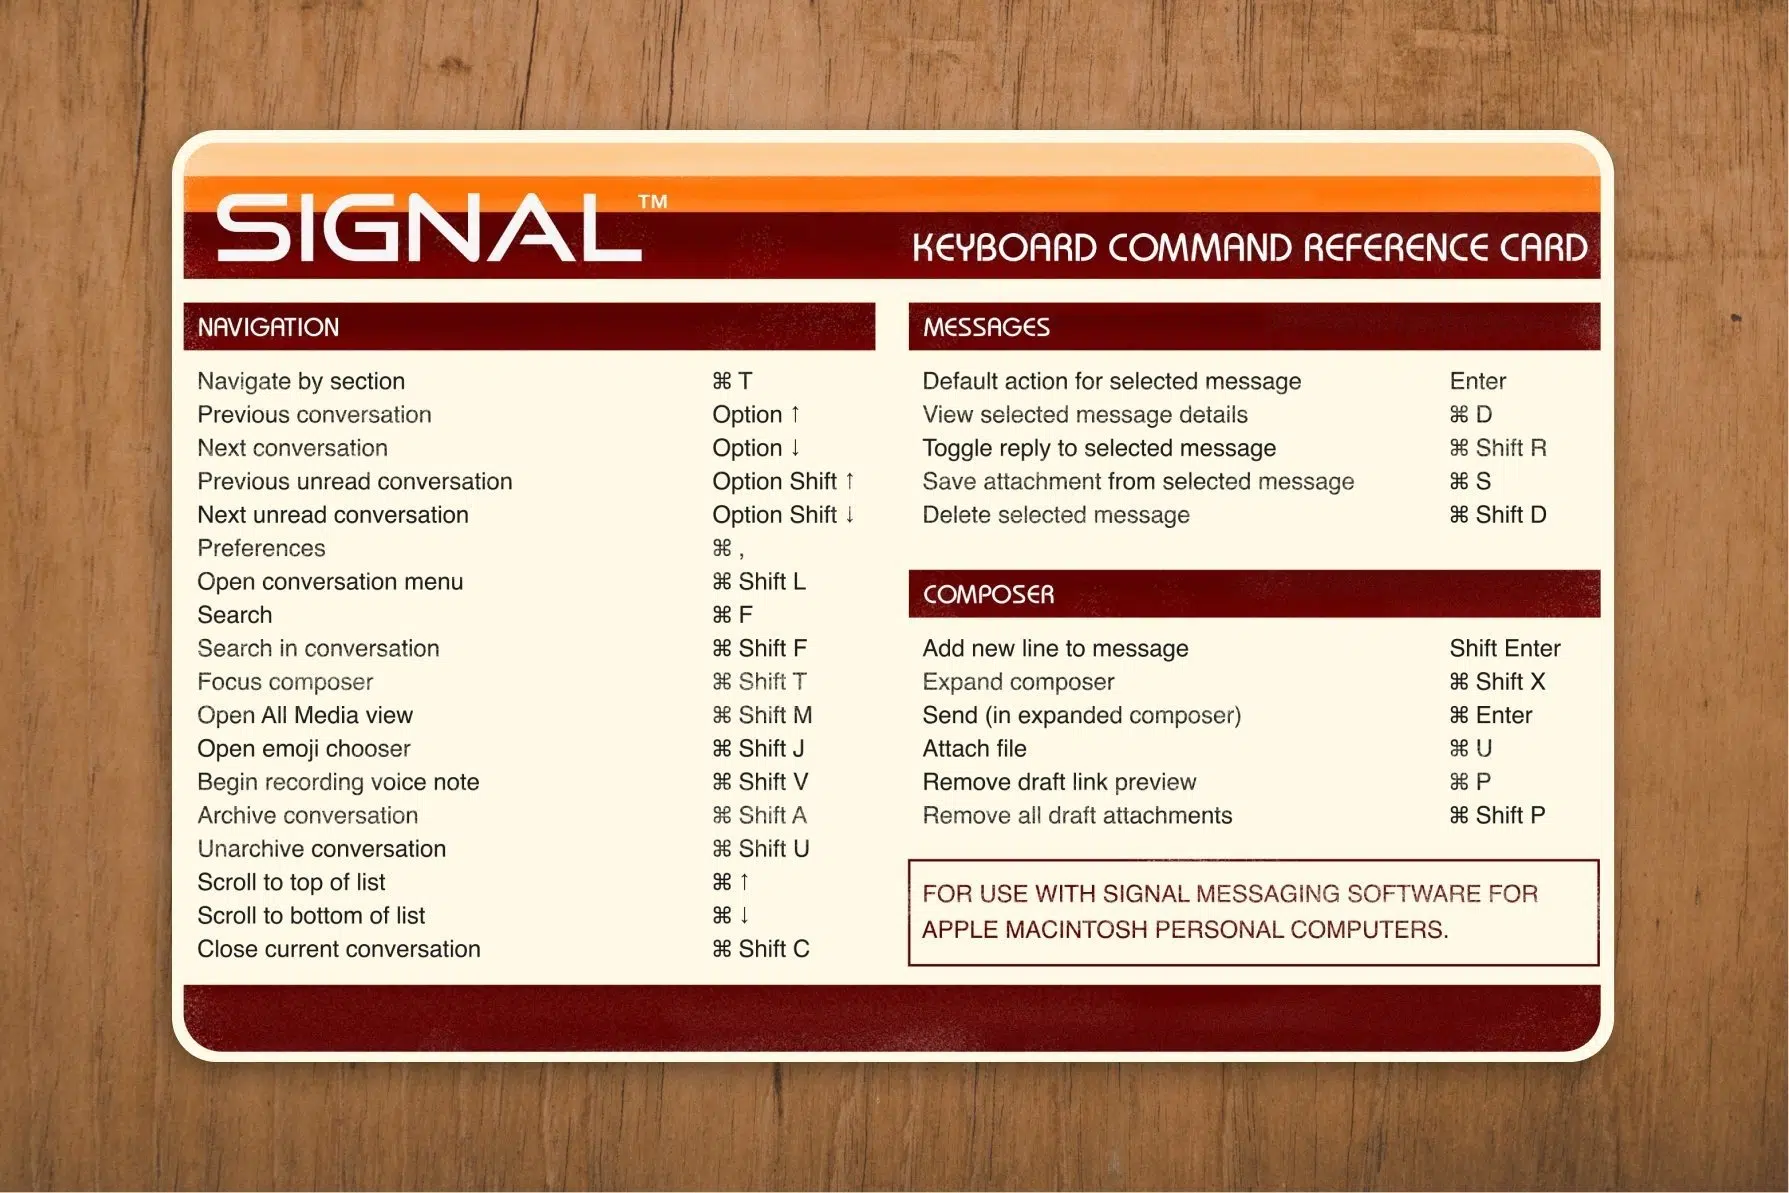 SIGNAL™
KEYBOARD COMMAND REFERENCE CARD
NAVIGATION
Navigate by section ⌘ T
Previous conversation Option ↑
Next conversation Option ↓
Previous unread conversation Option Shift ↑
Next unread conversation Option Shift ↓
Preferences ⌘ ,
Open conversation menu ⌘ Shift L
Search ⌘ F
Search in conversation ⌘ Shift F
Focus composer ⌘ Shift T
Open All Media view ⌘ Shift M
Open emoji chooser ⌘ Shift J
Begin recording voice note ⌘ Shift V
Archive conversation ⌘ Shift A
Unarchive conversation ⌘ Shift U
Scroll to top of list ⌘ ↑
Scroll to bottom of list ⌘ ↓
Close current conversation ⌘ Shift C
MESSAGES
Default action for selected message Enter
View selected message details ⌘ D
Toggle reply to selected message ⌘ Shift R
Save attachment from selected message ⌘ S
Delete selected message ⌘ Shift D
COMPOSER
Add new line to message Shift Enter
Expand composer ⌘ Shift X
Send (in expanded composer) ⌘ Enter
Attach file ⌘ U
Remove draft link preview ⌘ P
Remove all draft attachments ⌘ Shift P
FOR USE WITH SIGNAL MESSAGING SOFTWARE FOR
APPLE MACINTOSH PERSONAL COMPUTERS.